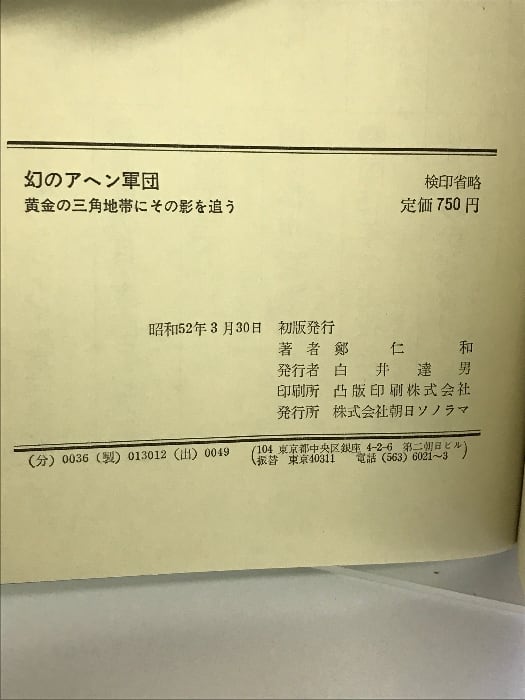 幻のアヘン軍団
検印省略
黄金の三角地帯にその影を追う
定価750円
昭和52年3月30日 初版発行
著者 鄭仁和
発行者 白井達男
印刷所 凸版印刷株式会社
発行所 株式会社朝日ソノラマ
(分) 0036 (製) 013012 (出) 0049
(104 東京都中央区銀座 4-2-6 第二朝日ビル
振替 東京40311 電話 (563) 6021〜3)